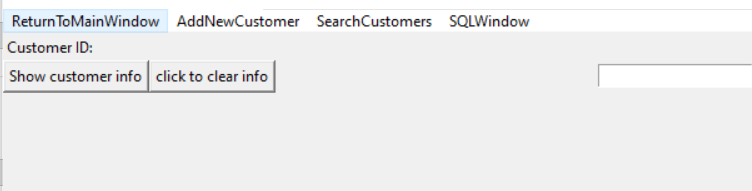 ReturnToMainWindow AddNewCustomer SearchCustomers SQLWindow
Customer ID:
Show customer info click to clear info